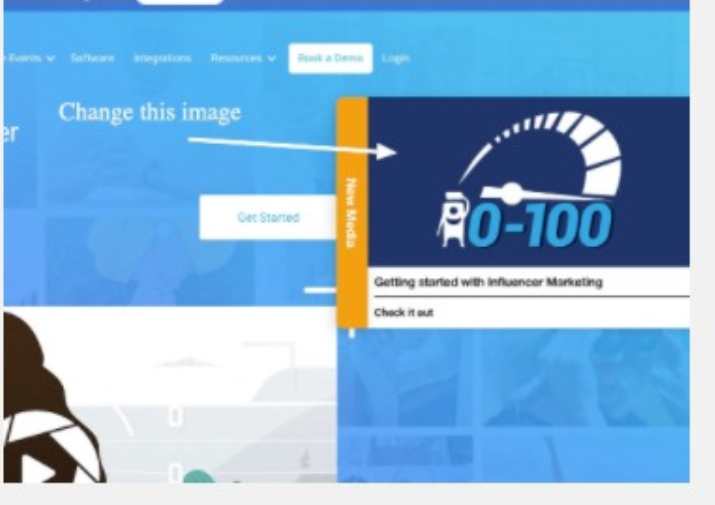 Events
Software
Integrations
Resources
Book a Demo
Login
Change this image
er
Get Started
New Media
0-100
Getting started with Influencer Marketing
Check it out